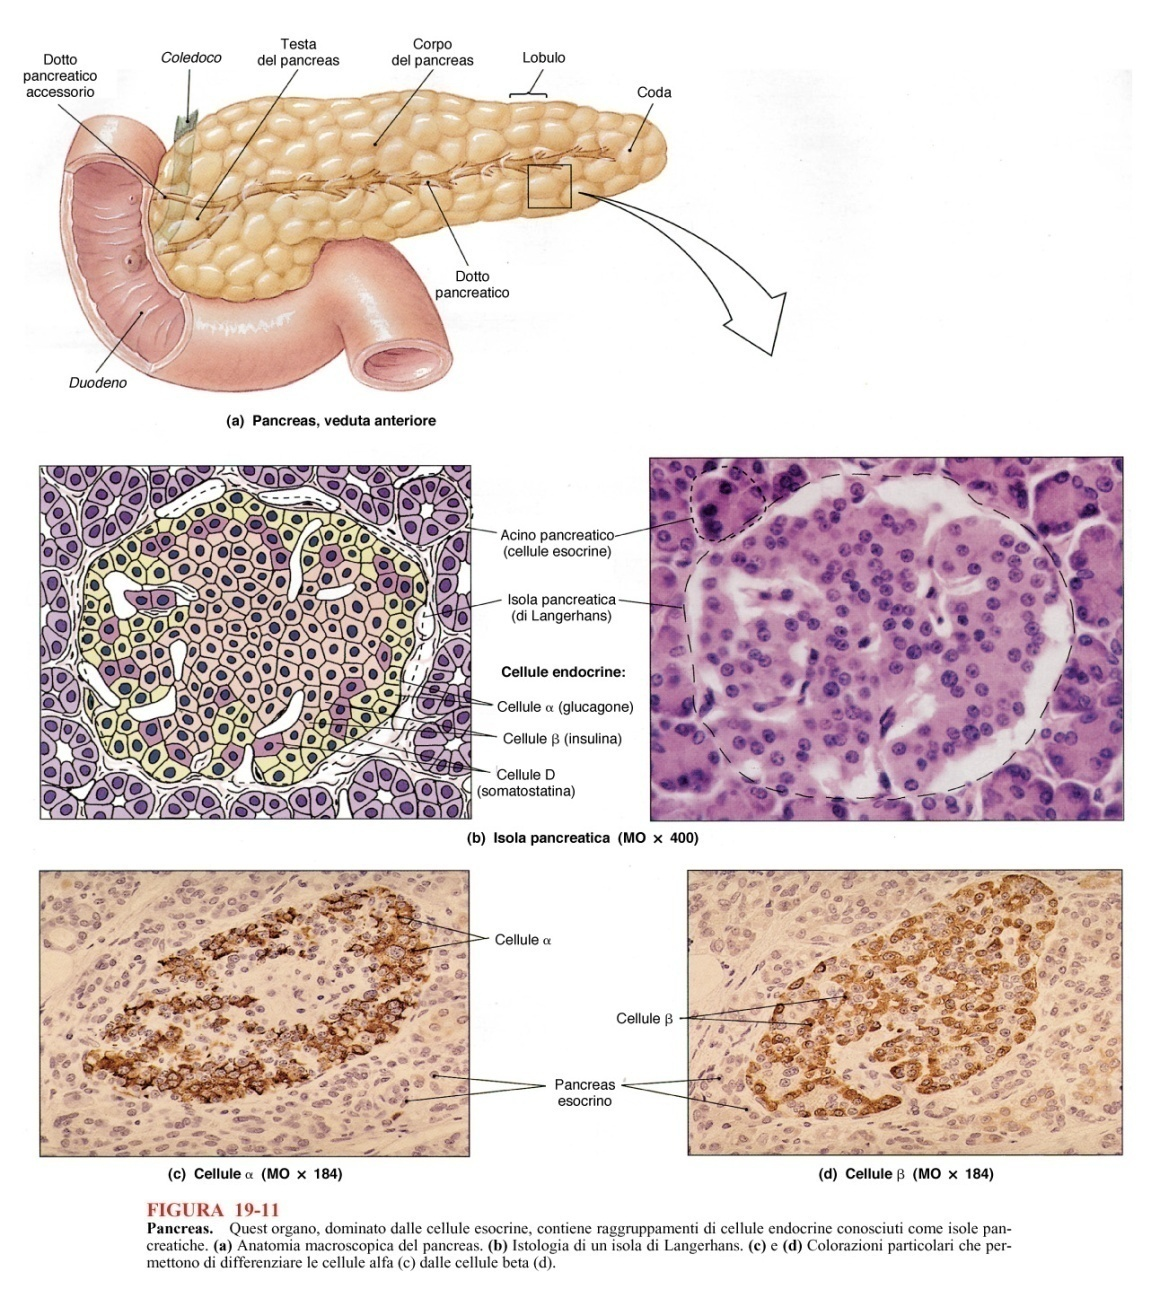 Dotto
pancreatico
accessorio
Coledoco
Testa
del pancreas
Corpo
del pancreas
Lobulo
Coda
Dotto
pancreatico
Duodeno
(a) Pancreas, veduta anteriore
Acino pancreatico
(cellule esocrine)
Isola pancreatica
(di Langerhans)
Cellule endocrine:
Cellule α (glucagone)
Cellule β (insulina)
Cellule D
(somatostatina)
(b) Isola pancreatica (MO × 400)
Cellule α
Cellule β
Pancreas
esocrino
(c) Cellule α (MO × 184)
(d) Cellule β (MO × 184)
FIGURA 19-11
Pancreas. Quest organo, dominato dalle cellule esocrine, contiene raggruppamenti di cellule endocrine conosciuti come isole pan-
creatiche. (a) Anatomia macroscopica del pancreas. (b) Istologia di un isola di Langerhans. (c) e (d) Colorazioni particolari che per-
mettono di differenziare le cellule alfa (c) dalle cellule beta (d).